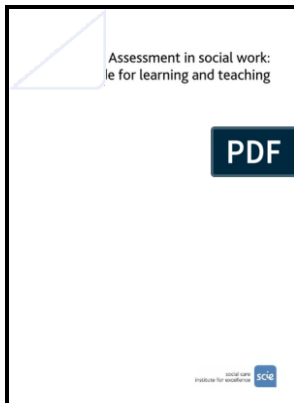 Assessment in social work:
le for learning and teaching
PDF
social care
institute for excellence
scie